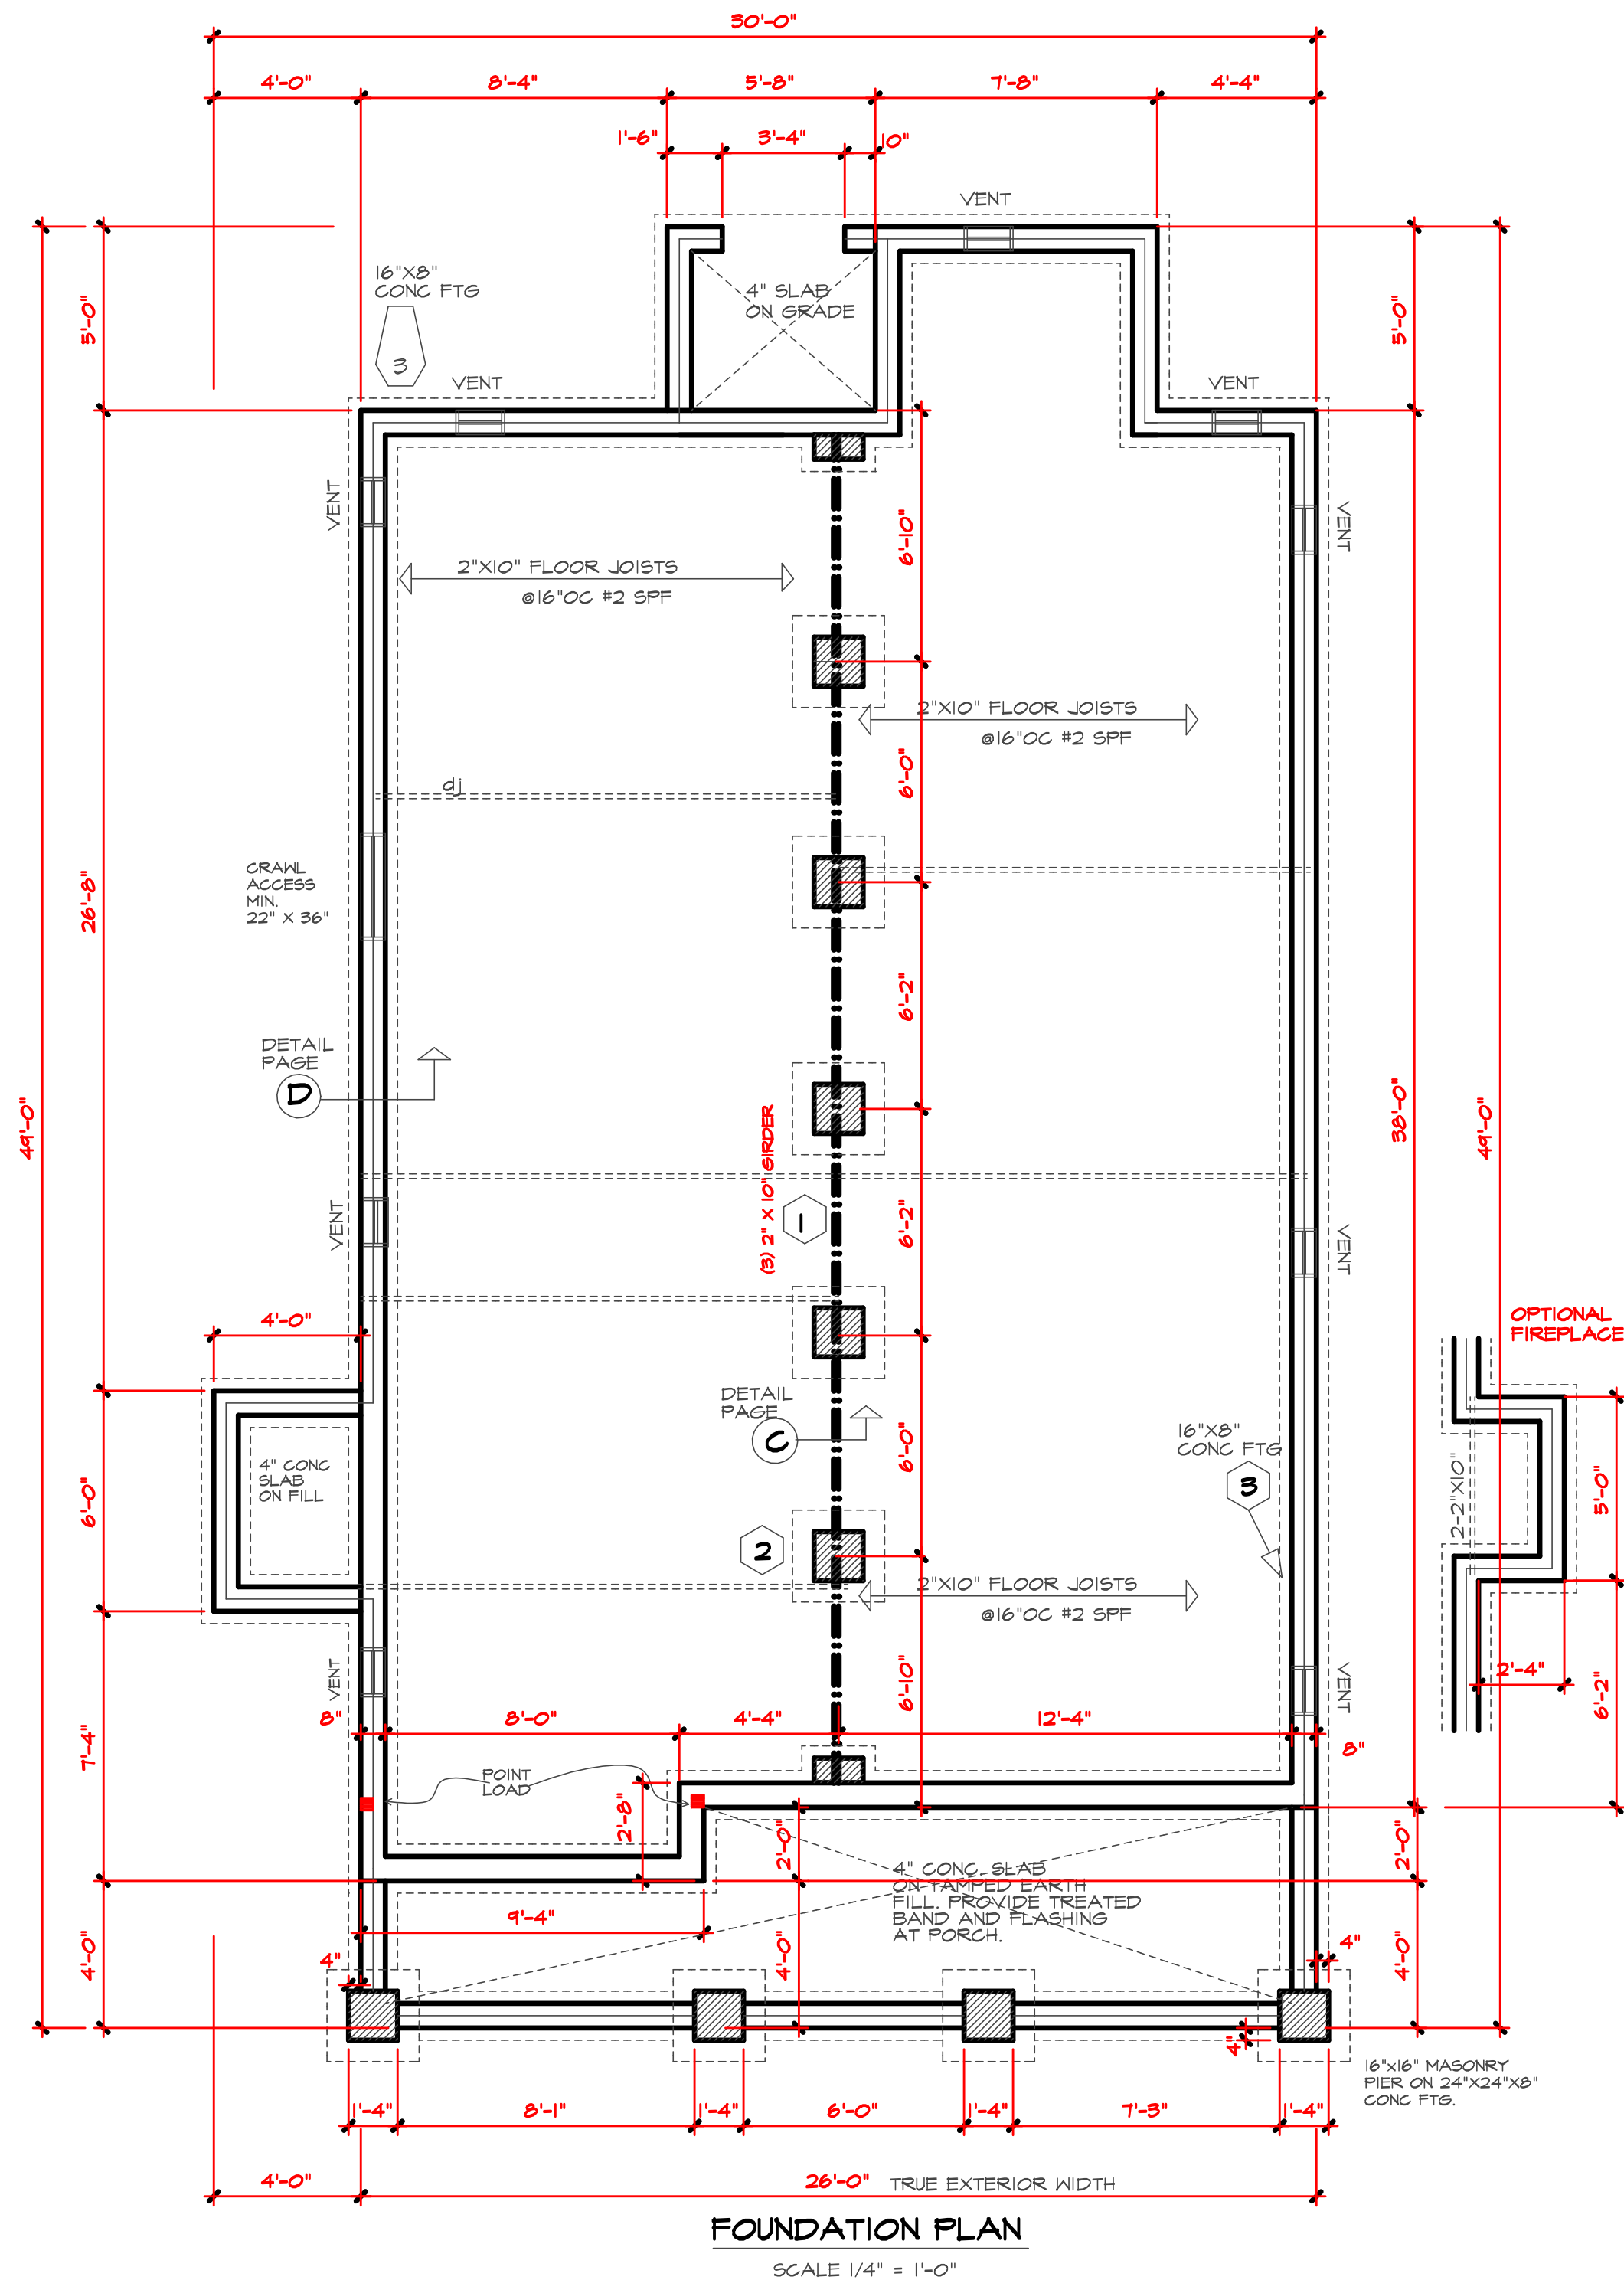 30'-0"
4'-0"
8'-4"
5'-8"
7'-8"
4'-4"
1'-6"
3'-4"
10"
VENT
16"X8"
CONC FTG
3
4" SLAB
ON GRADE
5'-0"
5'-0"
VENT
VENT
VENT
VENT
6'-10"
2"X10" FLOOR JOISTS
@16"OC #2 SPF
2"X10" FLOOR JOISTS
@16"OC #2 SPF
6'-0"
dj
CRAWL
ACCESS
MIN.
22" X 36"
26'-8"
6'-2"
DETAIL
PAGE
D
49'-0"
38'-0"
49'-0"
(3) 2" X 10" GIRDER
1
6'-2"
VENT
VENT
4'-0"
OPTIONAL
FIREPLACE
DETAIL
PAGE
C
6'-0"
16"X8"
CONC FTG
3
4" CONC
SLAB
ON FILL
6'-0"
2-2"X10"
5'-0"
2
2"X10" FLOOR JOISTS
@16"OC #2 SPF
VENT
6'-10"
VENT
2'-4"
6'-2"
8"
8'-0"
4'-4"
12'-4"
8"
7'-4"
POINT
LOAD
2'-8"
2'-0"
2'-0"
4" CONC. SLAB
ON TAMPED EARTH
FILL. PROVIDE TREATED
BAND AND FLASHING
AT PORCH.
9'-4"
4'-0"
4"
4'-0"
4"
4'-0"
4"
16"x16" MASONRY
PIER ON 24"X24"X8"
CONC FTG.
1'-4"
8'-1"
1'-4"
6'-0"
1'-4"
7'-3"
1'-4"
4'-0"
26'-0" TRUE EXTERIOR WIDTH
FOUNDATION PLAN
SCALE 1/4" = 1'-0"